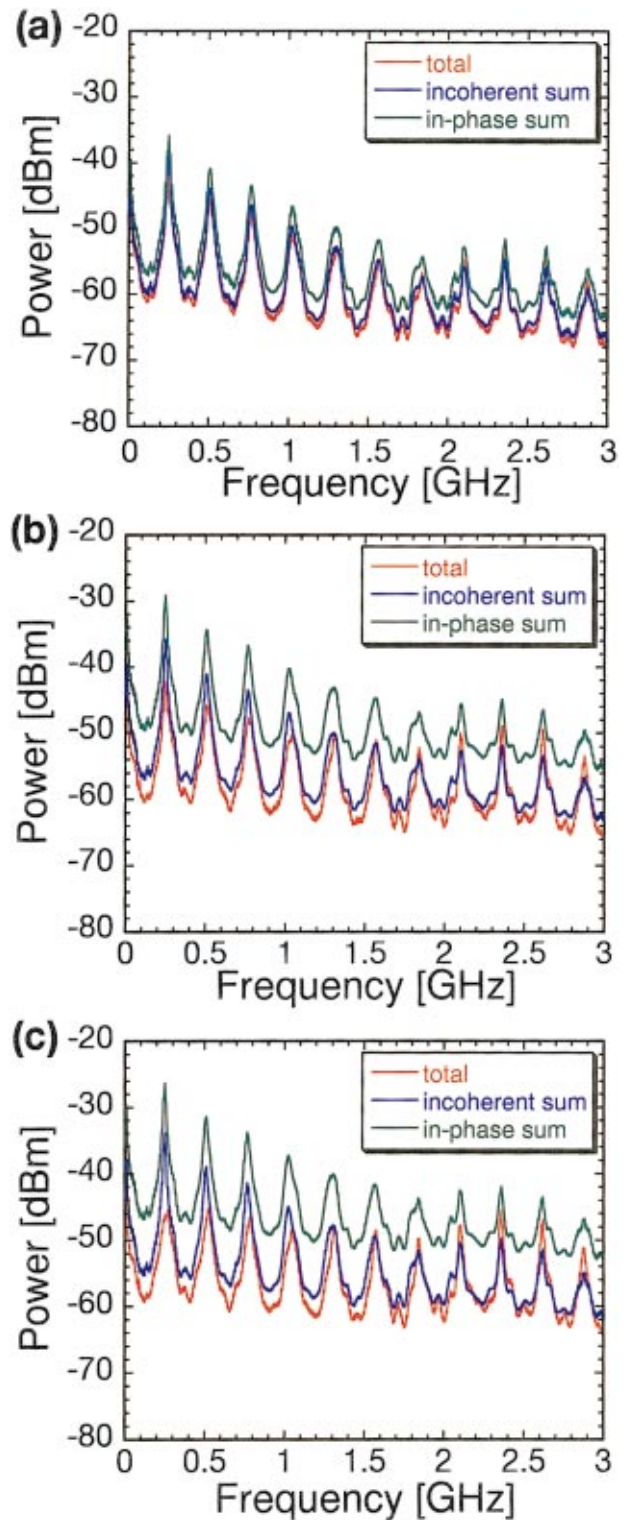 (a)
-20
-30
-40
-50
-60
-70
-80
Power [dBm]
total
incoherent sum
in-phase sum
0 0.5 1 1.5 2 2.5 3
Frequency [GHz]
(b)
-20
-30
-40
-50
-60
-70
-80
Power [dBm]
total
incoherent sum
in-phase sum
0 0.5 1 1.5 2 2.5 3
Frequency [GHz]
(c)
-20
-30
-40
-50
-60
-70
-80
Power [dBm]
total
incoherent sum
in-phase sum
0 0.5 1 1.5 2 2.5 3
Frequency [GHz]